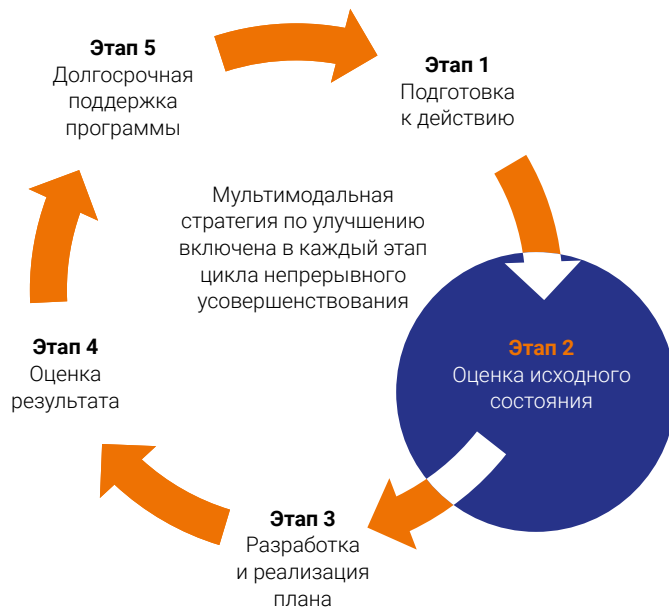 Этап 5
Долгосрочная
поддержка
программы
Этап 1
Подготовка
к действию
Мультимодальная
стратегия по улучшению
включена в каждый этап
цикла непрерывного
усовершенствования
Этап 2
Оценка исходного
состояния
Этап 4
Оценка
результата
Этап 3
Разработка
и реализация
плана